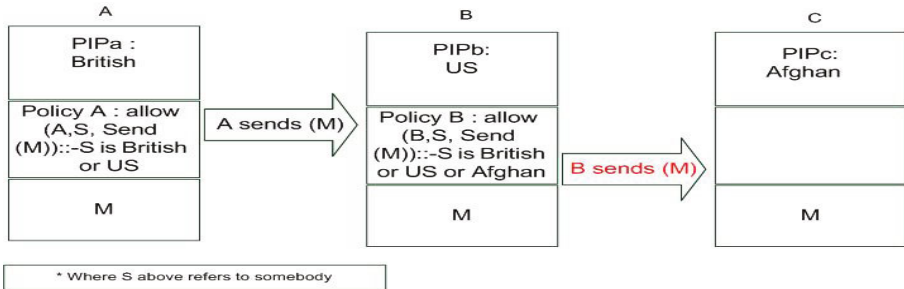 A
PIPa :
British
Policy A : allow
(A,S, Send
(M))::-S is British
or US
M
A sends (M)
B
PIPb:
US
Policy B : allow
(B,S, Send
(M))::-S is British
or US or Afghan
M
B sends (M)
C
PIPc:
Afghan
M
* Where S above refers to somebody